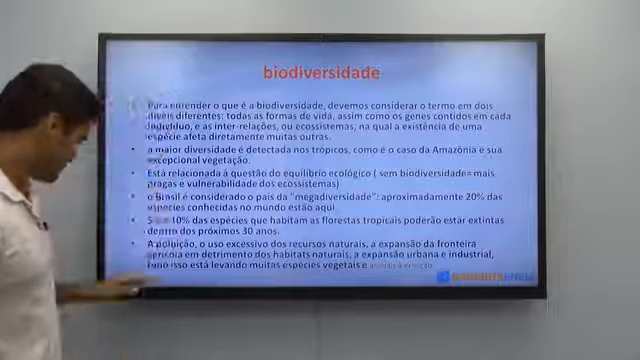 biodiversidade
Para entender o que é a biodiversidade, devemos considerar o termo em dois
níveis diferentes: todas as formas de vida, assim como os genes contidos em cada
indivíduo, e as inter-relações, ou ecossistemas, na qual a existência de uma
espécie afeta diretamente muitas outras.
• a maior diversidade é detectada nos trópicos, como é o caso da Amazônia e sua
excepcional vegetação.
• Está relacionada à questão do equilíbrio ecológico ( sem biodiversidade= mais
pragas e vulnerabilidade dos ecossistemas)
• o Brasil é considerado o país da "megadiversidade": aproximadamente 20% das
espécies conhecidas no mundo estão aqui.
• 5 a 10% das espécies que habitam as florestas tropicais poderão estar extintas
dentro dos próximos 30 anos.
• A poluição, o uso excessivo dos recursos naturais, a expansão da fronteira
agrícola em detrimento dos habitats naturais, a expansão urbana e industrial,
tudo isso está levando muitas espécies vegetais e animais à extinção.